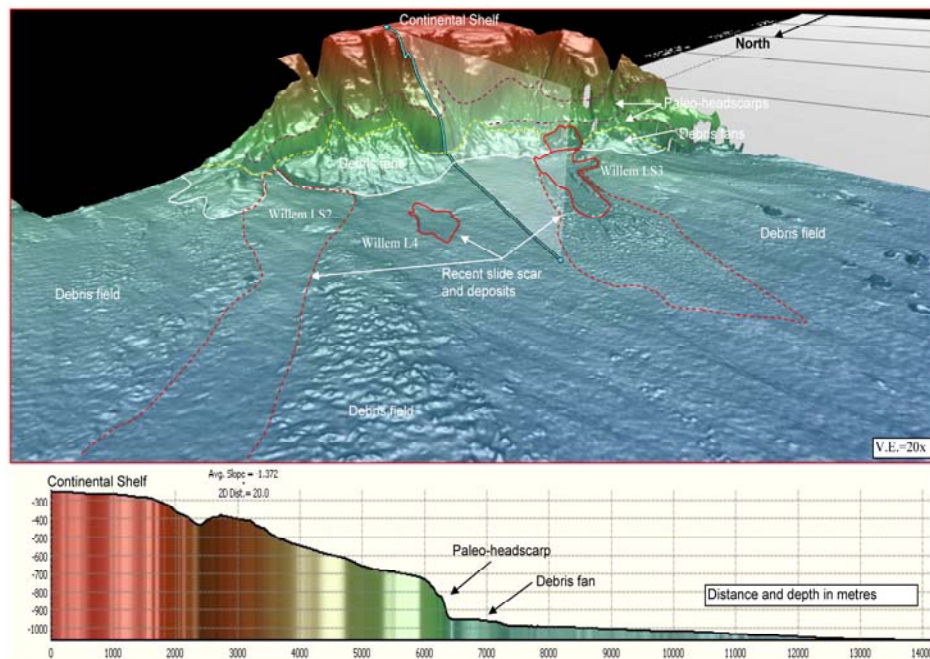 Continental Shelf
North
Paleo-headscarps
Debris fans
Debris fans
Willem LS3
Willem LS2
Willem L4
Debris field
Recent slide scar
and deposits
Debris field
Debris field
V.E.=20x
Continental Shelf
Avg. Slope = -1.372
2D Dist.= 20.0
-300
-400
-500
-600
-700
-800
-900
-1000
Paleo-headscarp
Debris fan
Distance and depth in metres
0 1000 2000 3000 4000 5000 6000 7000 8000 9000 10000 11000 12000 13000 14000